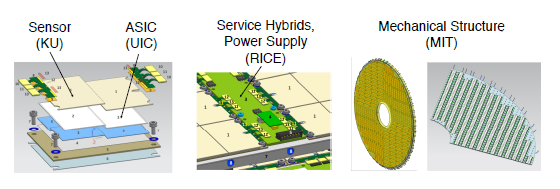 Sensor
(KU)
ASIC
(UIC)
Service Hybrids,
Power Supply
(RICE)
Mechanical Structure
(MIT)